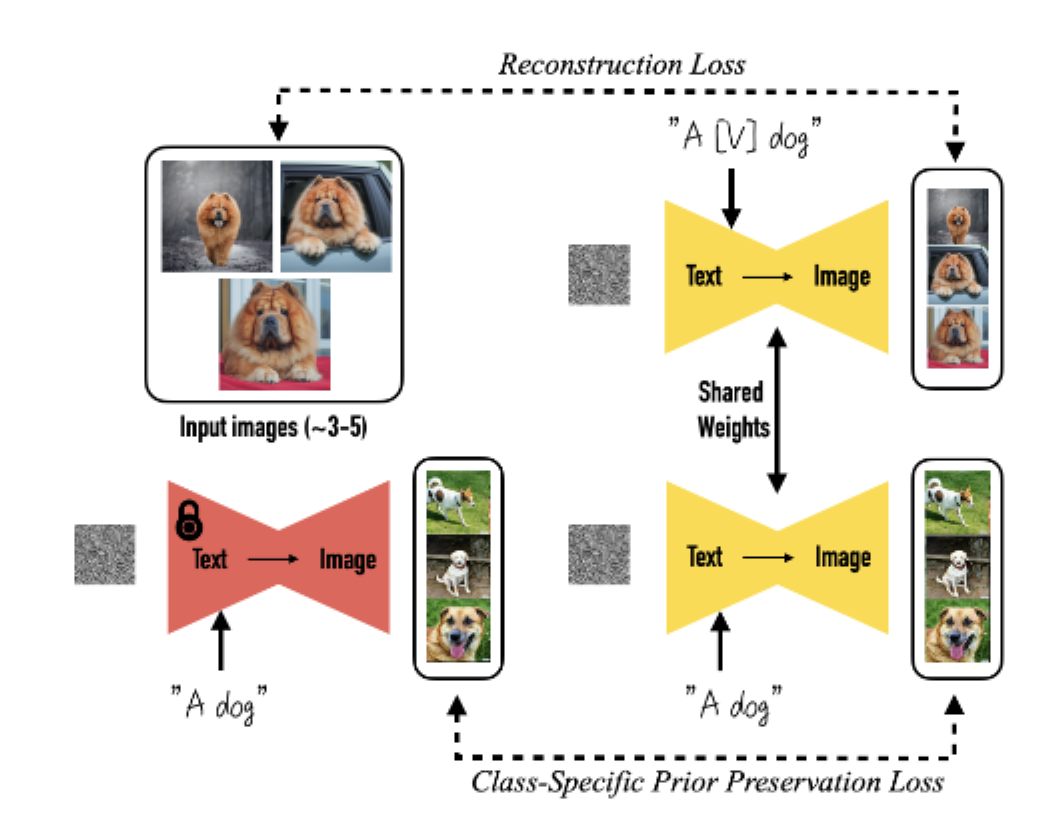 Reconstruction Loss
"A [V] dog"
Text Image
Input images (~3-5)
Shared
Weights
Text Image
Text Image
"A dog"
"A dog"
Class-Specific Prior Preservation Loss